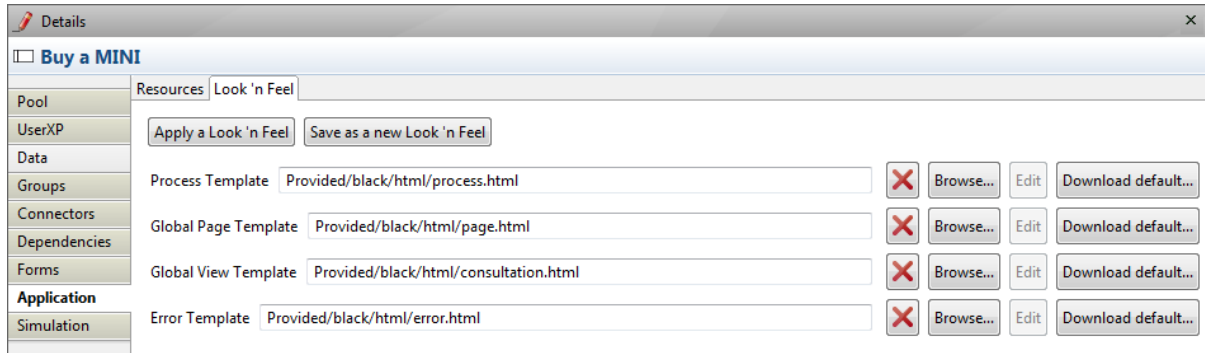 Details
Buy a MINI
Resources Look 'n Feel
Pool
UserXP
Data
Groups
Connectors
Dependencies
Forms
Application
Simulation
Apply a Look 'n Feel Save as a new Look 'n Feel
Process Template Provided/black/html/process.html Browse... Edit Download default...
Global Page Template Provided/black/html/page.html Browse... Edit Download default...
Global View Template Provided/black/html/consultation.html Browse... Edit Download default...
Error Template Provided/black/html/error.html Browse... Edit Download default...